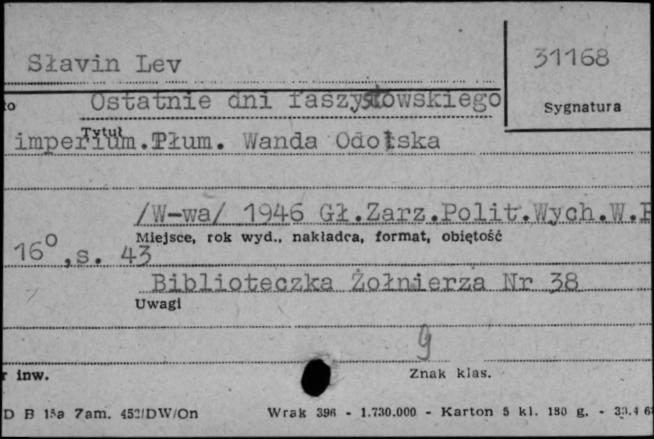 Sławin Lev
31168
Sygnatura
Ostatnie dni faszystowskiego
Tytuł
imperium.Tłum. Wanda Odolska
/W-wa/ 1946 Gł.Zarz.Polit.Wych.W.P
Miejsce, rok wyd., nakładca, format, objętość
16°,s. 43
Biblioteczka Żołnierza Nr 38
Uwagi
9
r inw.
Znak klas.
D B 15a Zam. 452/DW/On Wrak 396 - 1.730.000 - Karton 5 kl. 180 g. -